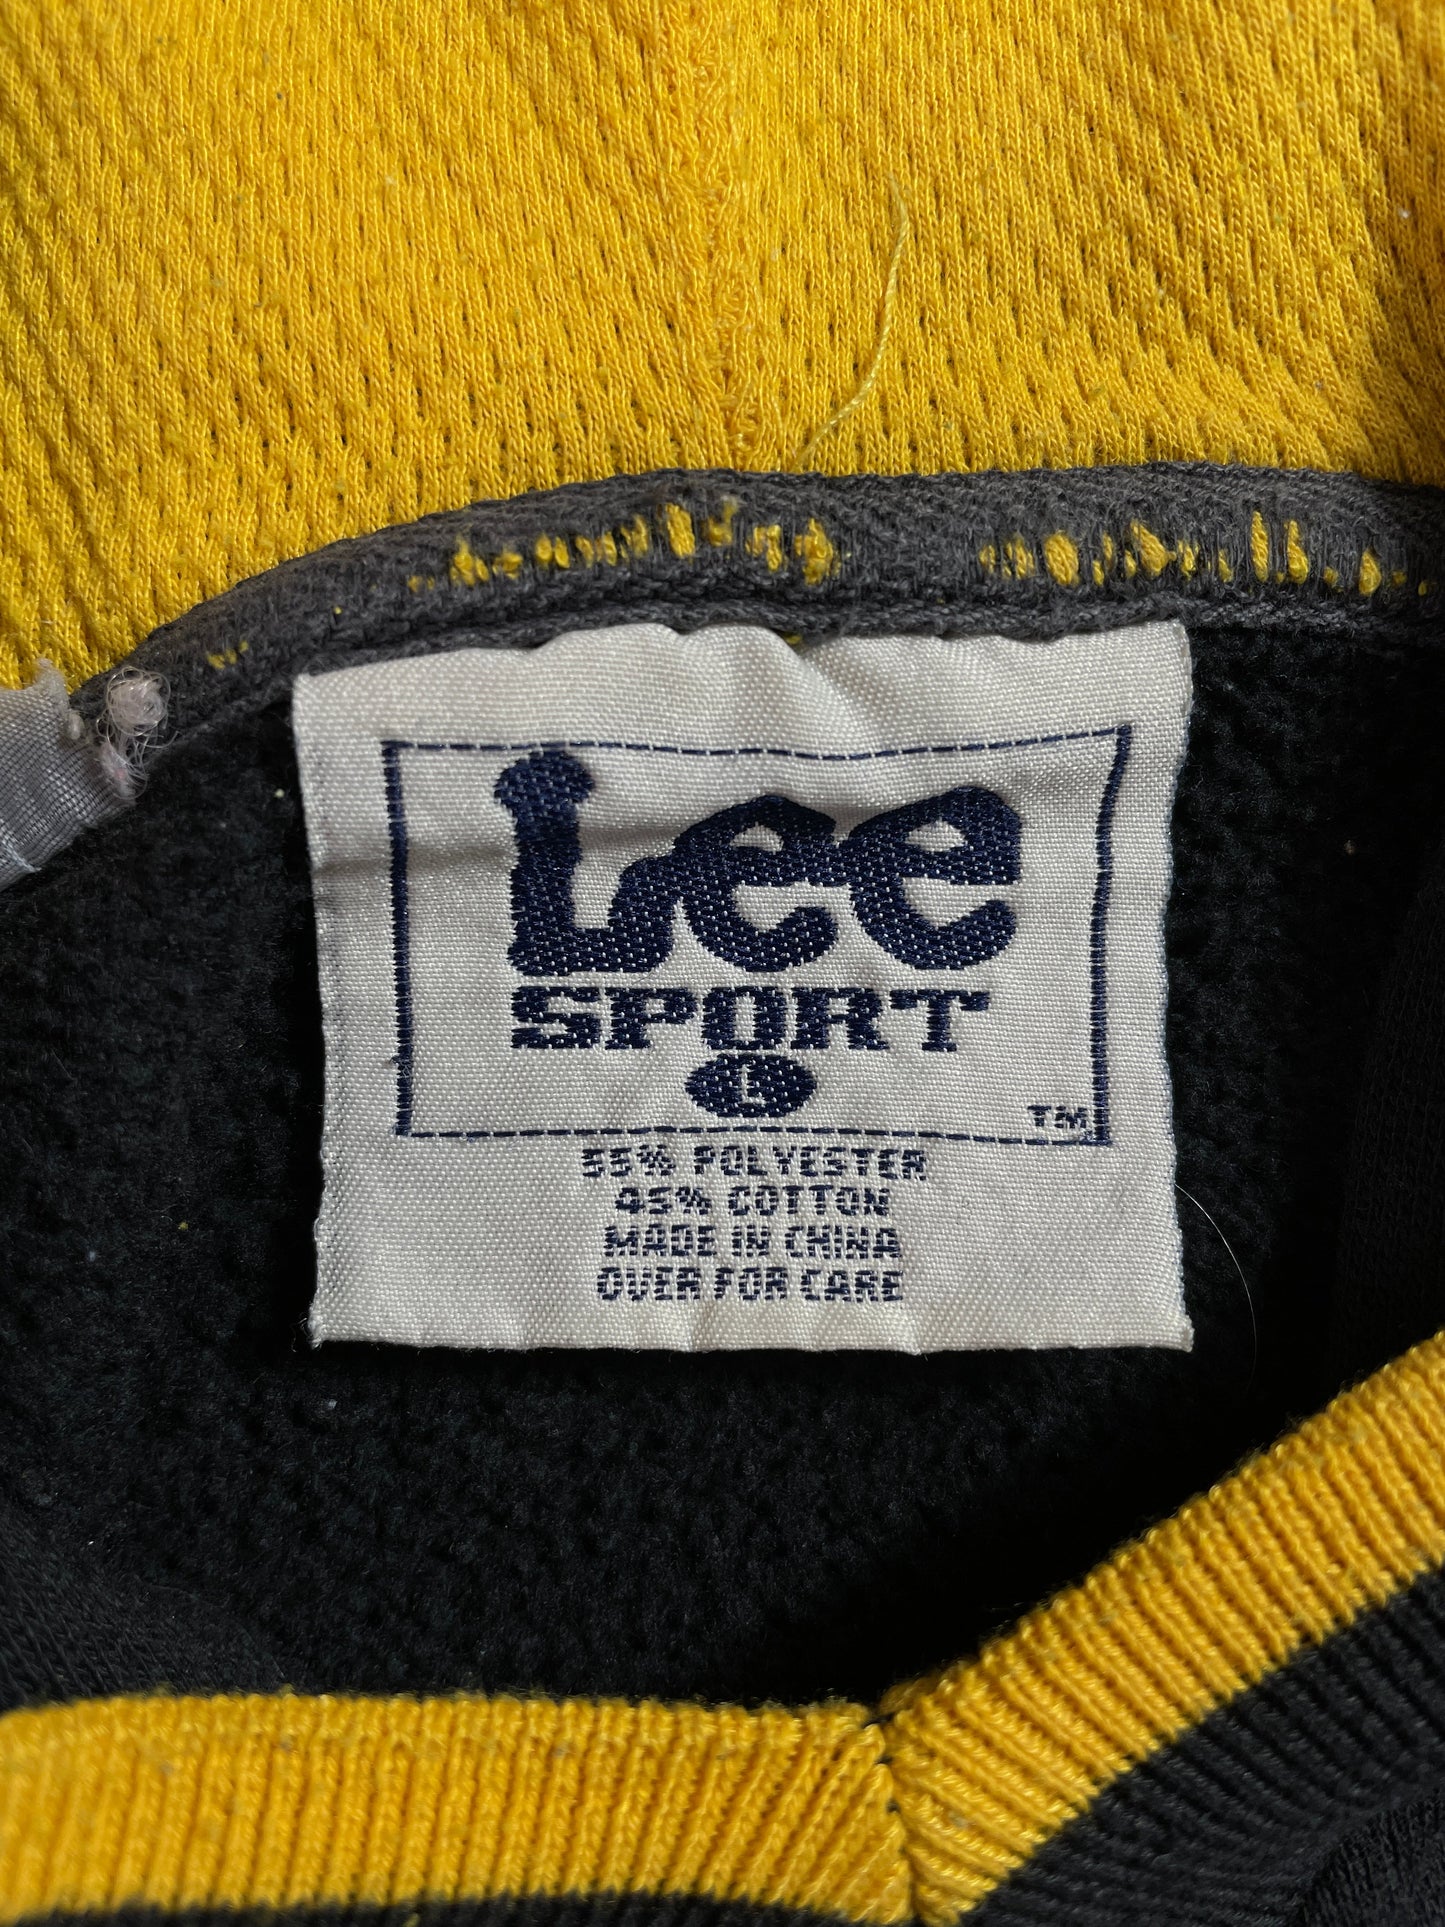 Lee
SPORT
L
TM
55% POLYESTER
45% COTTON
MADE IN CHINA
OVER FOR CARE